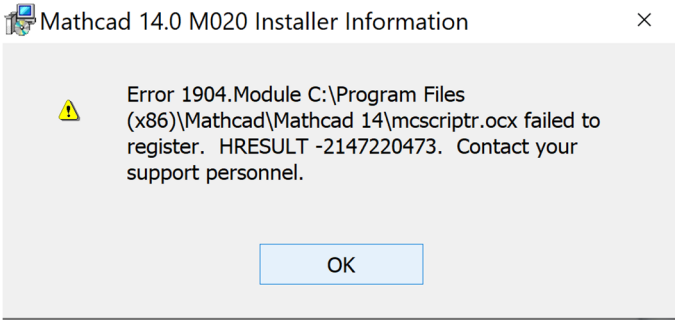 Mathcad 14.0 M020 Installer Information
Error 1904.Module C:\Program Files
(x86)\Mathcad\Mathcad 14\mcscriptr.ocx failed to
register.  HRESULT -2147220473.  Contact your
support personnel.
OK